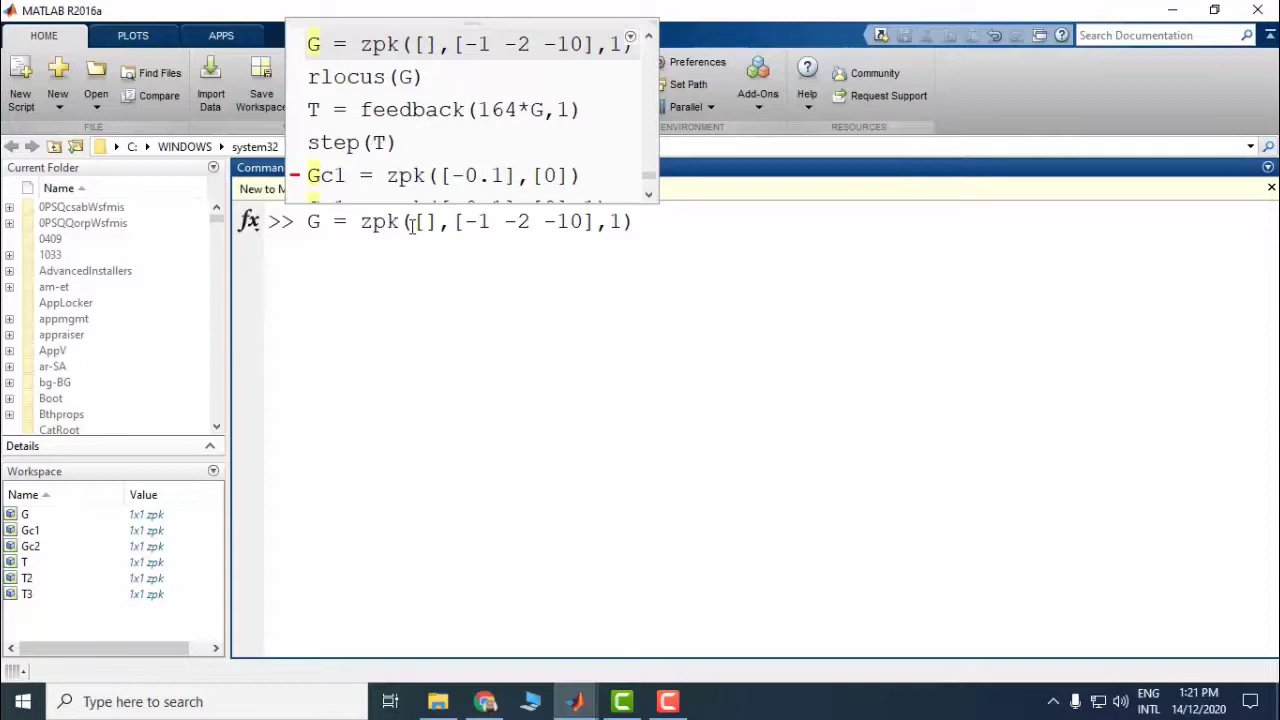 MATLAB R2016a
HOME
PLOTS
APPS
Search Documentation
New Script
New
Open
Find Files
Compare
Import Data
Save Workspace
Preferences
Set Path
Parallel
Add-Ons
Help
Community
Request Support
FILE
ENVIRONMENT
RESOURCES
C:
WINDOWS
system32
Current Folder
Name
0PSQcsabWsfmis
0PSQQorpWsfmis
0409
1033
AdvancedInstallers
am-et
AppLocker
appmgmt
appraiser
AppV
ar-SA
bg-BG
Boot
Bthprops
CatRoot
Details
Workspace
Name Value
G 1x1 zpk
Gc1 1x1 zpk
Gc2 1x1 zpk
T 1x1 zpk
T2 1x1 zpk
T3 1x1 zpk
G = zpk([],[-1 -2 -10],1)
rlocus(G)
T = feedback(164*G,1)
step(T)
Gc1 = zpk([-0.1],[0])
fx >> G = zpk([],[-1 -2 -10],1)
Type here to search
ENG
INTL
1:21 PM
14/12/2020